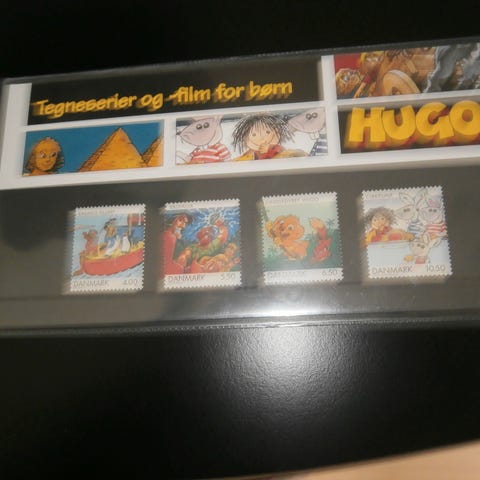 Tegneserier og -film for børn
HUGO
DANMARK 4.00
DANMARK 5.50
DANMARK 6.50
DANMARK 10.50